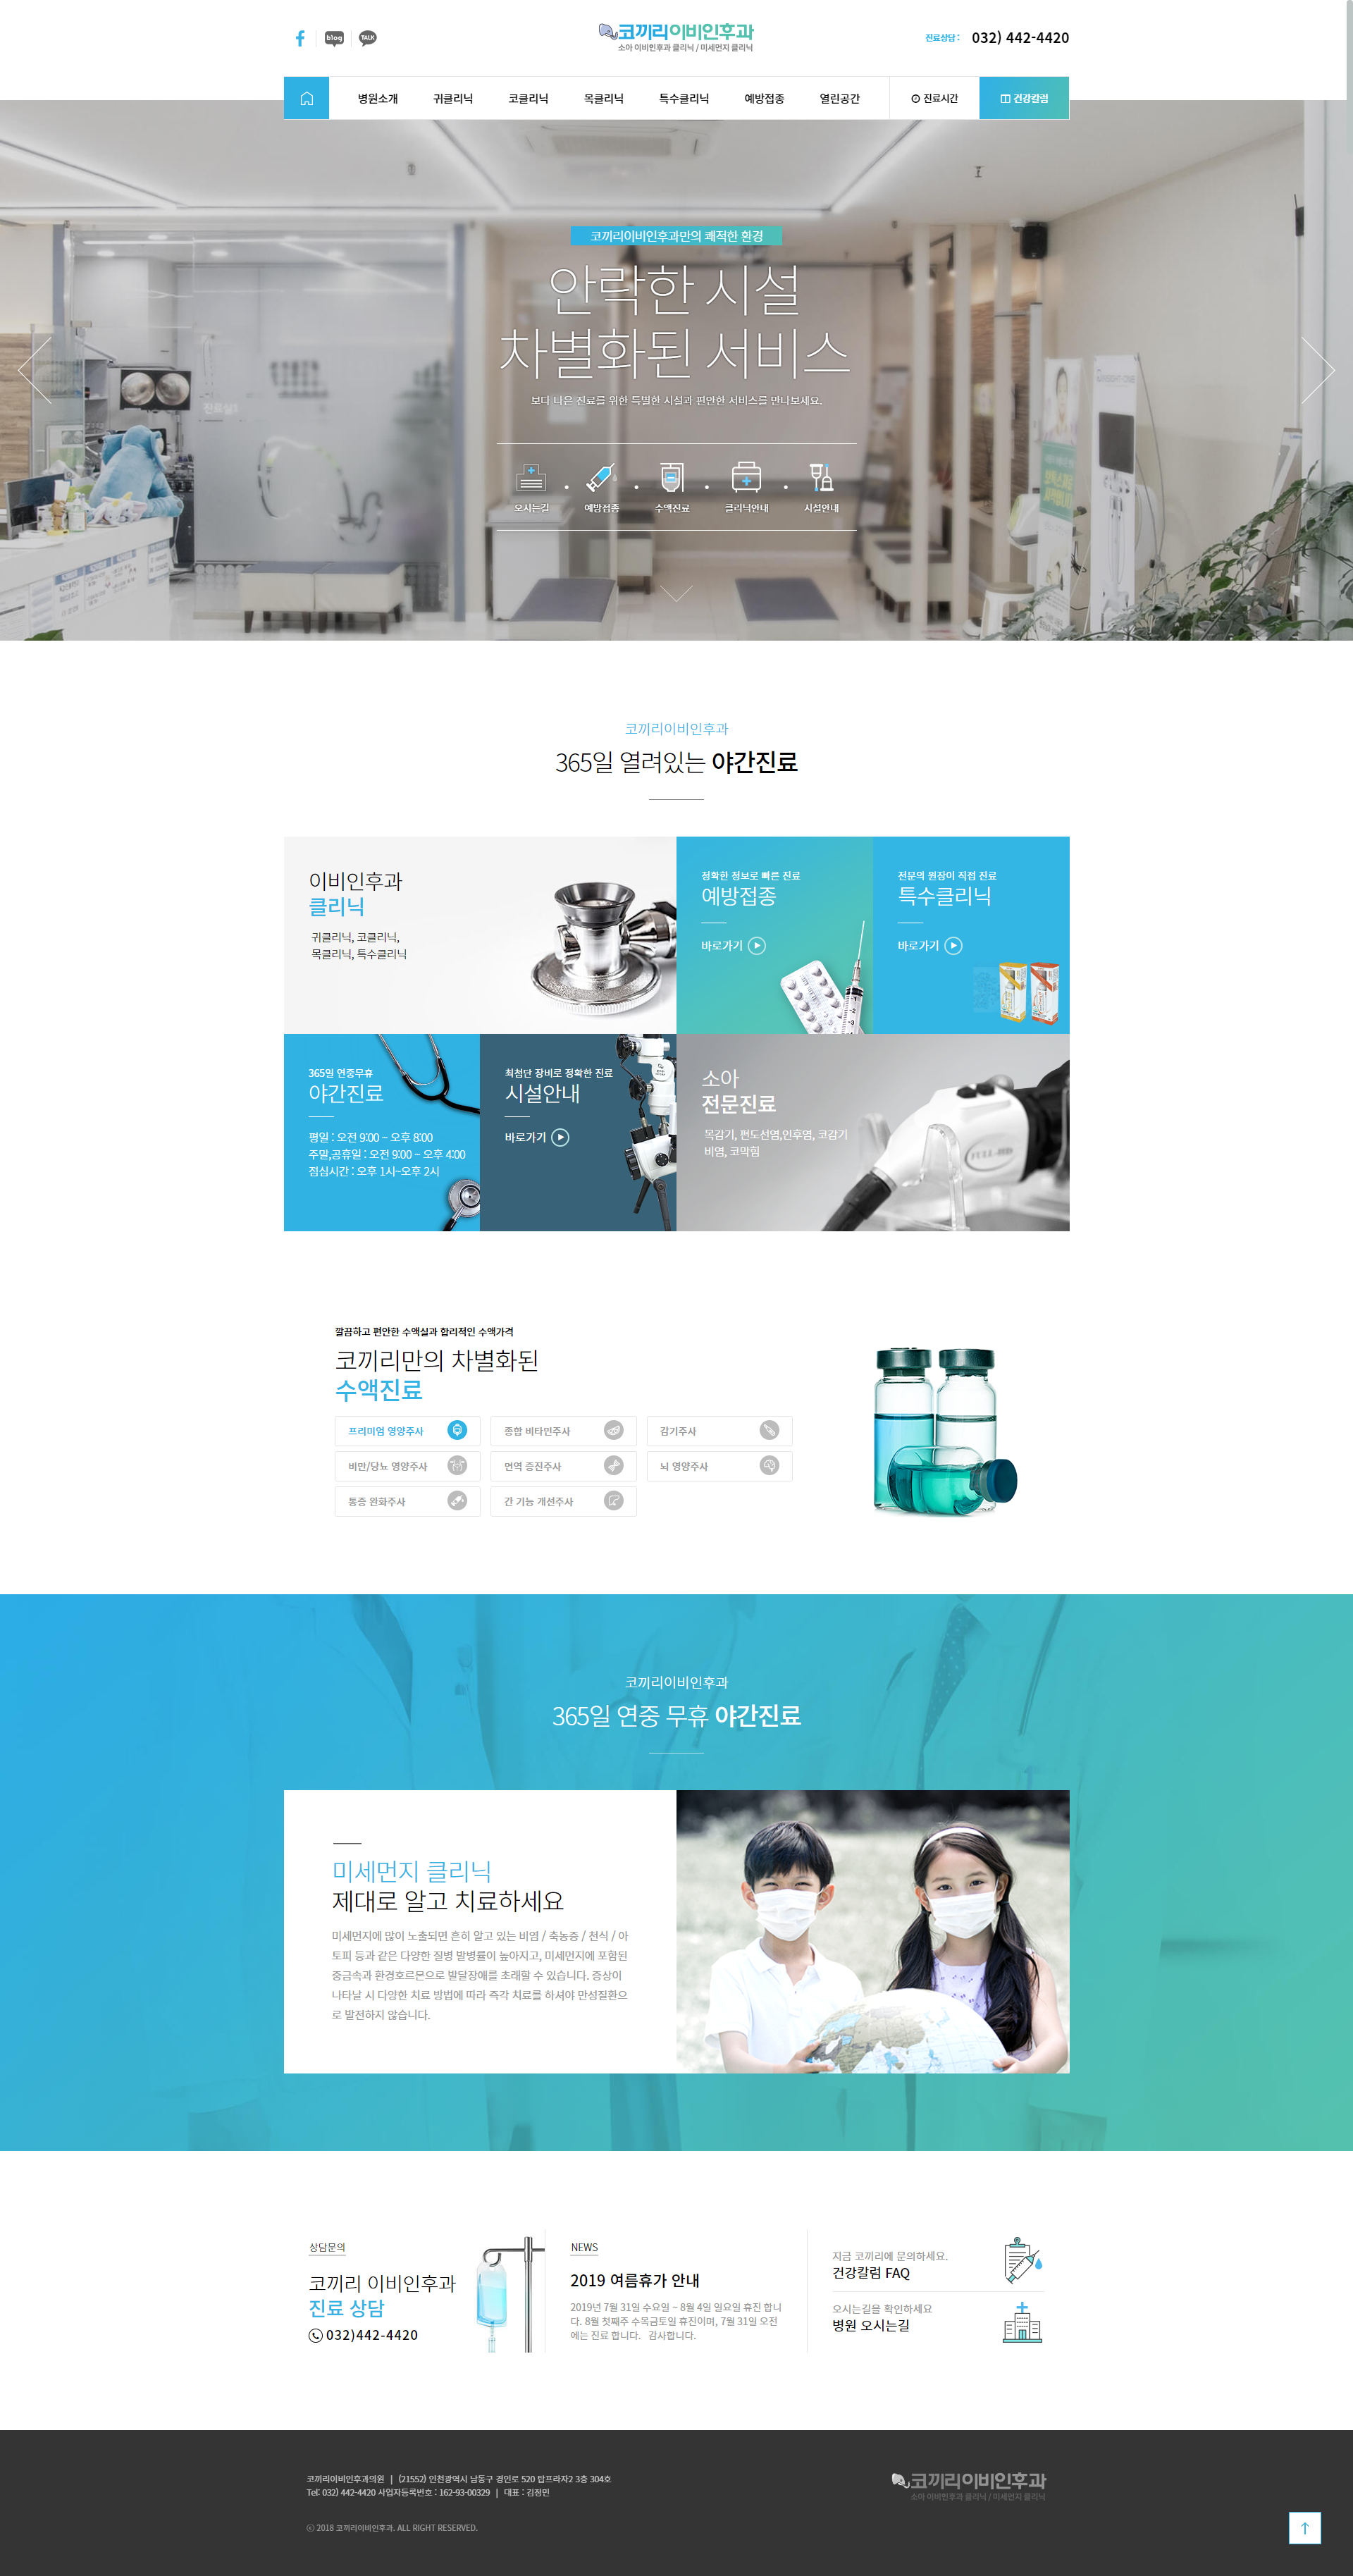 blog
TALK
코끼리이비인후과
소아 이비인후과 클리닉 / 미세먼지 클리닉
진료상담 : 032) 442-4420
병원소개 귀클리닉 코클리닉 목클리닉 특수클리닉 예방접종 열린공간 진료시간 건강칼럼
코끼리이비인후과만의 쾌적한 환경
안락한 시설
차별화된 서비스
보다 나은 진료를 위한 특별한 시설과 편안한 서비스를 만나보세요.
오시는길 예방접종 수액진료 클리닉안내 시설안내
코끼리이비인후과
365일 열려있는 야간진료
이비인후과
클리닉
귀클리닉, 코클리닉,
목클리닉, 특수클리닉
정확한 정보로 빠른 진료
예방접종
바로가기
전문의 원장이 직접 진료
특수클리닉
바로가기
365일 연중무휴
야간진료
평일 : 오전 9:00 ~ 오후 8:00
주말,공휴일 : 오전 9:00 ~ 오후 4:00
점심시간 : 오후 1시~오후 2시
최첨단 장비로 정확한 진료
시설안내
바로가기
소아
전문진료
목감기, 편도선염,인후염, 코감기
비염, 코막힘
FULL-HD
깔끔하고 편안한 수액실과 합리적인 수액가격
코끼리만의 차별화된
수액진료
프리미엄 영양주사 종합 비타민주사 감기주사
비만/당뇨 영양주사 면역 증진주사 뇌 영양주사
통증 완화주사 간 기능 개선주사
코끼리이비인후과
365일 연중 무휴 야간진료
미세먼지 클리닉
제대로 알고 치료하세요
미세먼지에 많이 노출되면 흔히 알고 있는 비염 / 축농증 / 천식 / 아
토피 등과 같은 다양한 질병 발병률이 높아지고, 미세먼지에 포함된
중금속과 환경호르몬으로 발달장애를 초래할 수 있습니다. 증상이
나타날 시 다양한 치료 방법에 따라 즉각 치료를 하셔야 만성질환으
로 발전하지 않습니다.
상담문의
코끼리 이비인후과
진료 상담
032)442-4420
NEWS
2019 여름휴가 안내
2019년 7월 31일 수요일 ~ 8월 4일 일요일 휴진 합니
다. 8월 첫째주 수목금토일 휴진이며, 7월 31일 오전
에는 진료 합니다. 감사합니다.
지금 코끼리에 문의하세요.
건강칼럼 FAQ
오시는길을 확인하세요
병원 오시는길
코끼리이비인후과의원 | (21552) 인천광역시 남동구 경인로 520 탑프라자2 3층 304호
Tel: 032) 442-4420 사업자등록번호 : 162-93-00329 | 대표 : 김정민
ⓒ 2018 코끼리이비인후과. ALL RIGHT RESERVED.
코끼리이비인후과
소아 이비인후과 클리닉 / 미세먼지 클리닉